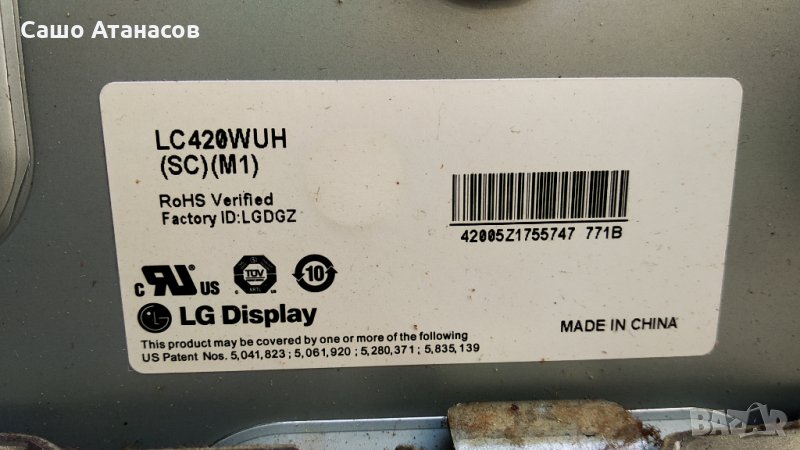 Сашо Атанасов
LC420WUH
(SC)(M1)
RoHS Verified
Factory ID:LGDGZ
42005Z1755747 771B
c RU US
TÜV
10
LG Display
MADE IN CHINA
This product may be covered by one or more of the following
US Patent Nos. 5,041,823 ; 5,061,920 ; 5,280,371 ; 5,835,139
BAZAR